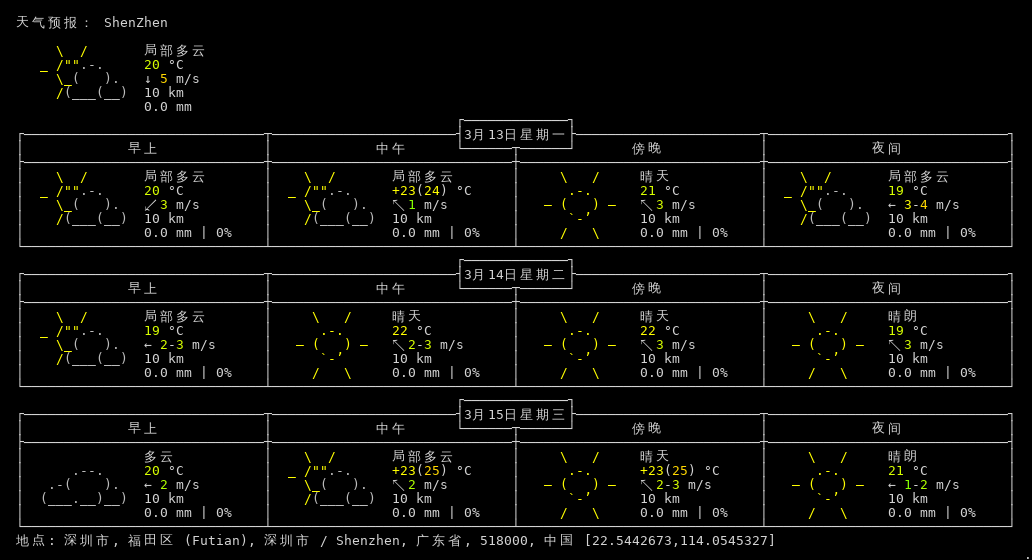 天气预报： ShenZhen
局部多云
20 °C
↓ 5 m/s
10 km
0.0 mm
3月13日星期一
早上 中午 傍晚 夜间
局部多云 局部多云 晴天 局部多云
20 °C +23(24) °C 21 °C 19 °C
↙ 3 m/s ↖ 1 m/s ↖ 3 m/s ← 3-4 m/s
10 km 10 km 10 km 10 km
0.0 mm | 0% 0.0 mm | 0% 0.0 mm | 0% 0.0 mm | 0%
3月14日星期二
早上 中午 傍晚 夜间
局部多云 晴天 晴天 晴朗
19 °C 22 °C 22 °C 19 °C
← 2-3 m/s ↖ 2-3 m/s ↖ 3 m/s ↖ 3 m/s
10 km 10 km 10 km 10 km
0.0 mm | 0% 0.0 mm | 0% 0.0 mm | 0% 0.0 mm | 0%
3月15日星期三
早上 中午 傍晚 夜间
多云 局部多云 晴天 晴朗
20 °C +23(25) °C +23(25) °C 21 °C
← 2 m/s ↖ 2 m/s ↖ 2-3 m/s ← 1-2 m/s
10 km 10 km 10 km 10 km
0.0 mm | 0% 0.0 mm | 0% 0.0 mm | 0% 0.0 mm | 0%
地点: 深圳市, 福田区 (Futian), 深圳市 / Shenzhen, 广东省, 518000, 中国 [22.5442673,114.0545327]